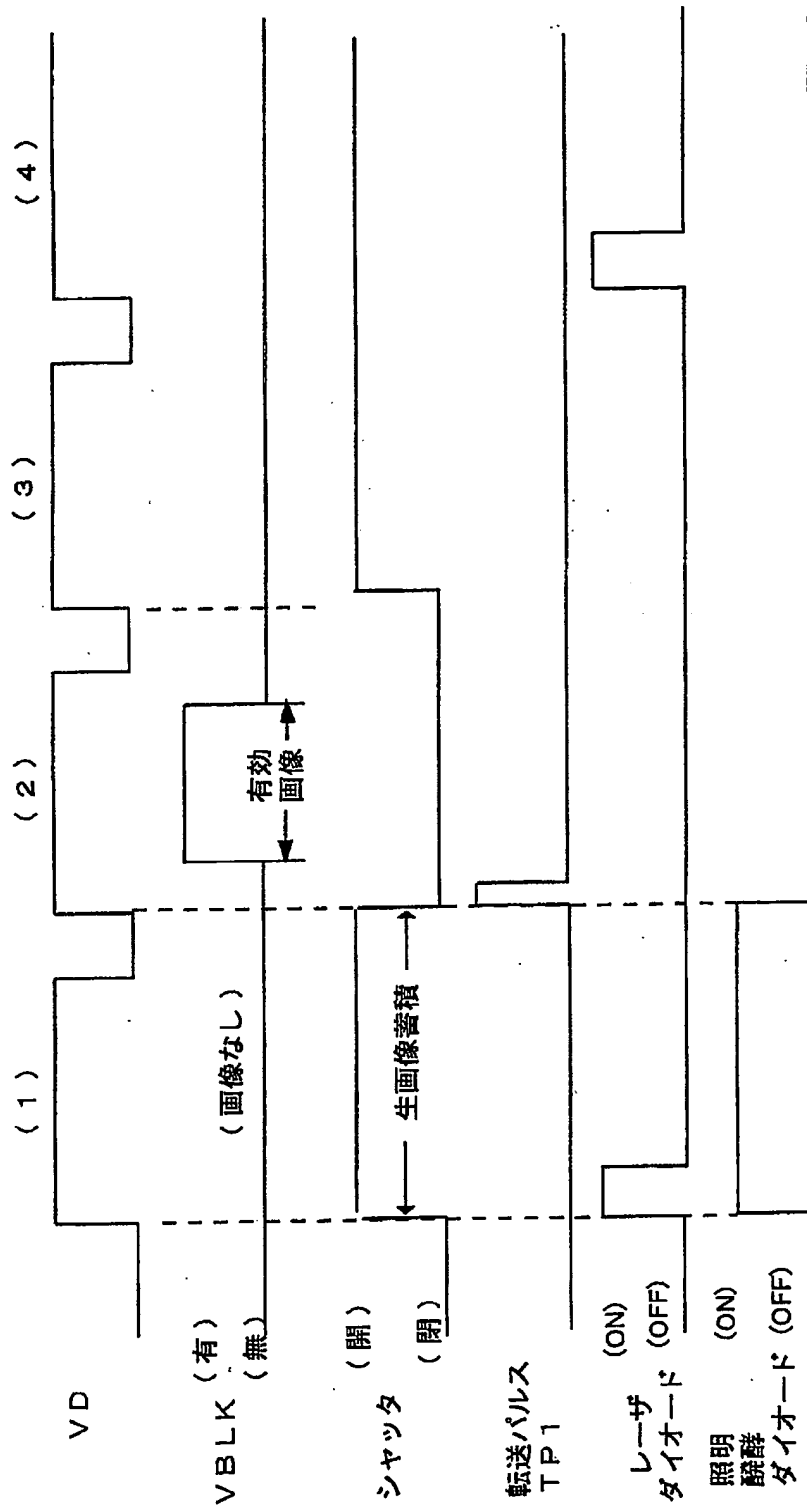 (1)
(2)
(3)
(4)
VD
VBLK
(有)
(無)
(画像なし)
有効
画像
シャッタ
(開)
(閉)
生画像蓄積
転送パルス
TP1
レーザ
ダイオード
(ON)
(OFF)
照明
醗酵
ダイオード
(ON)
(OFF)